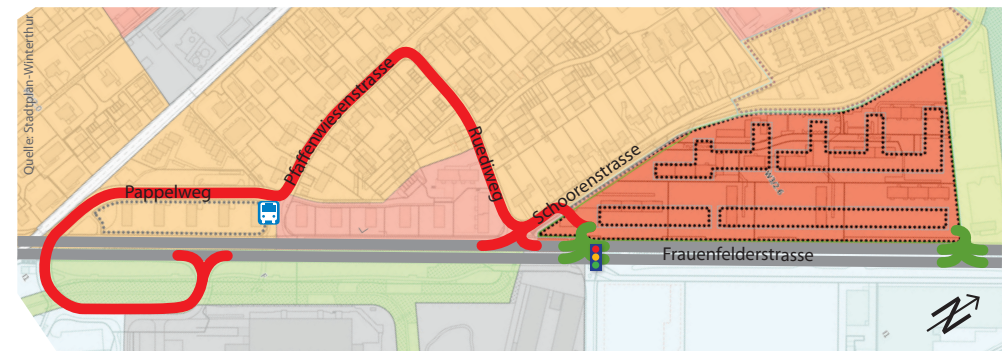 Quelle: Stadtplan-Winterthur
Pappelweg
Pfaffenwiesenstrasse
Ruediweg
Schoorenstrasse
Frauenfelderstrasse
N